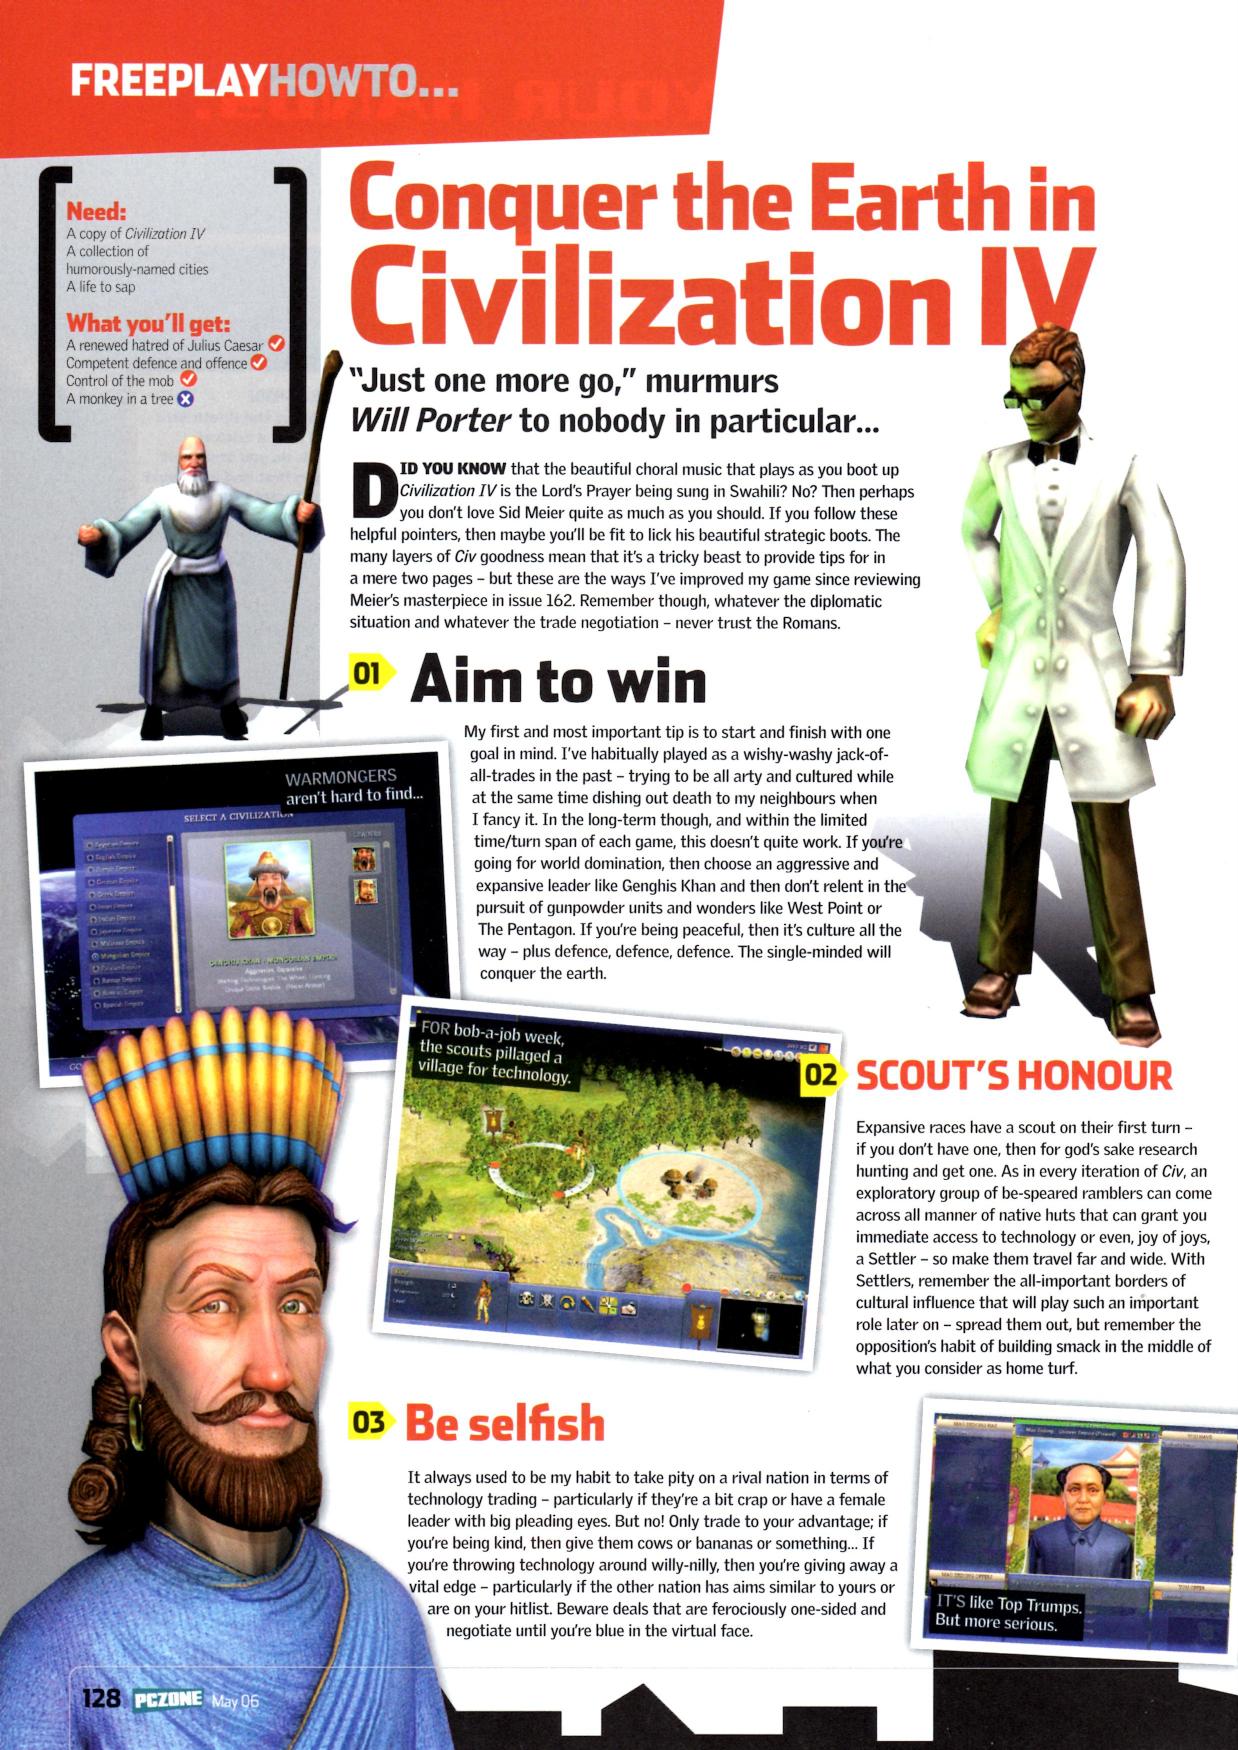 FREEPLAYHOWTO...
Need:
A copy of Civilization IV
A collection of
humorously-named cities
A life to sap
What you'll get:
A renewed hatred of Julius Caesar
Competent defence and offence
Control of the mob
A monkey in a tree
Conquer the Earth in
Civilization IV
"Just one more go," murmurs
Will Porter to nobody in particular...
DID YOU KNOW that the beautiful choral music that plays as you boot up
Civilization IV is the Lord's Prayer being sung in Swahili? No? Then perhaps
you don't love Sid Meier quite as much as you should. If you follow these
helpful pointers, then maybe you'll be fit to lick his beautiful strategic boots. The
many layers of Civ goodness mean that it's a tricky beast to provide tips for in
a mere two pages – but these are the ways I've improved my game since reviewing
Meier's masterpiece in issue 162. Remember though, whatever the diplomatic
situation and whatever the trade negotiation – never trust the Romans.
01 Aim to win
My first and most important tip is to start and finish with one
goal in mind. I've habitually played as a wishy-washy jack-of-
all-trades in the past – trying to be all arty and cultured while
at the same time dishing out death to my neighbours when
I fancy it. In the long-term though, and within the limited
time/turn span of each game, this doesn't quite work. If you're
going for world domination, then choose an aggressive and
expansive leader like Genghis Khan and then don't relent in the
pursuit of gunpowder units and wonders like West Point or
The Pentagon. If you're being peaceful, then it's culture all the
way – plus defence, defence, defence. The single-minded will
conquer the earth.
WARMONGERS
aren't hard to find...
SELECT A CIVILIZATION
FOR bob-a-job week,
the scouts pillaged a
village for technology.
02 SCOUT'S HONOUR
Expansive races have a scout on their first turn –
if you don't have one, then for god's sake research
hunting and get one. As in every iteration of Civ, an
exploratory group of be-speared ramblers can come
across all manner of native huts that can grant you
immediate access to technology or even, joy of joys,
a Settler – so make them travel far and wide. With
Settlers, remember the all-important borders of
cultural influence that will play such an important
role later on – spread them out, but remember the
opposition's habit of building smack in the middle of
what you consider as home turf.
03 Be selfish
It always used to be my habit to take pity on a rival nation in terms of
technology trading – particularly if they're a bit crap or have a female
leader with big pleading eyes. But no! Only trade to your advantage; if
you're being kind, then give them cows or bananas or something... If
you're throwing technology around willy-nilly, then you're giving away a
vital edge – particularly if the other nation has aims similar to yours or
are on your hitlist. Beware deals that are ferociously one-sided and
negotiate until you're blue in the virtual face.
IT'S like Top Trumps.
But more serious.
128 PCZONE May 06